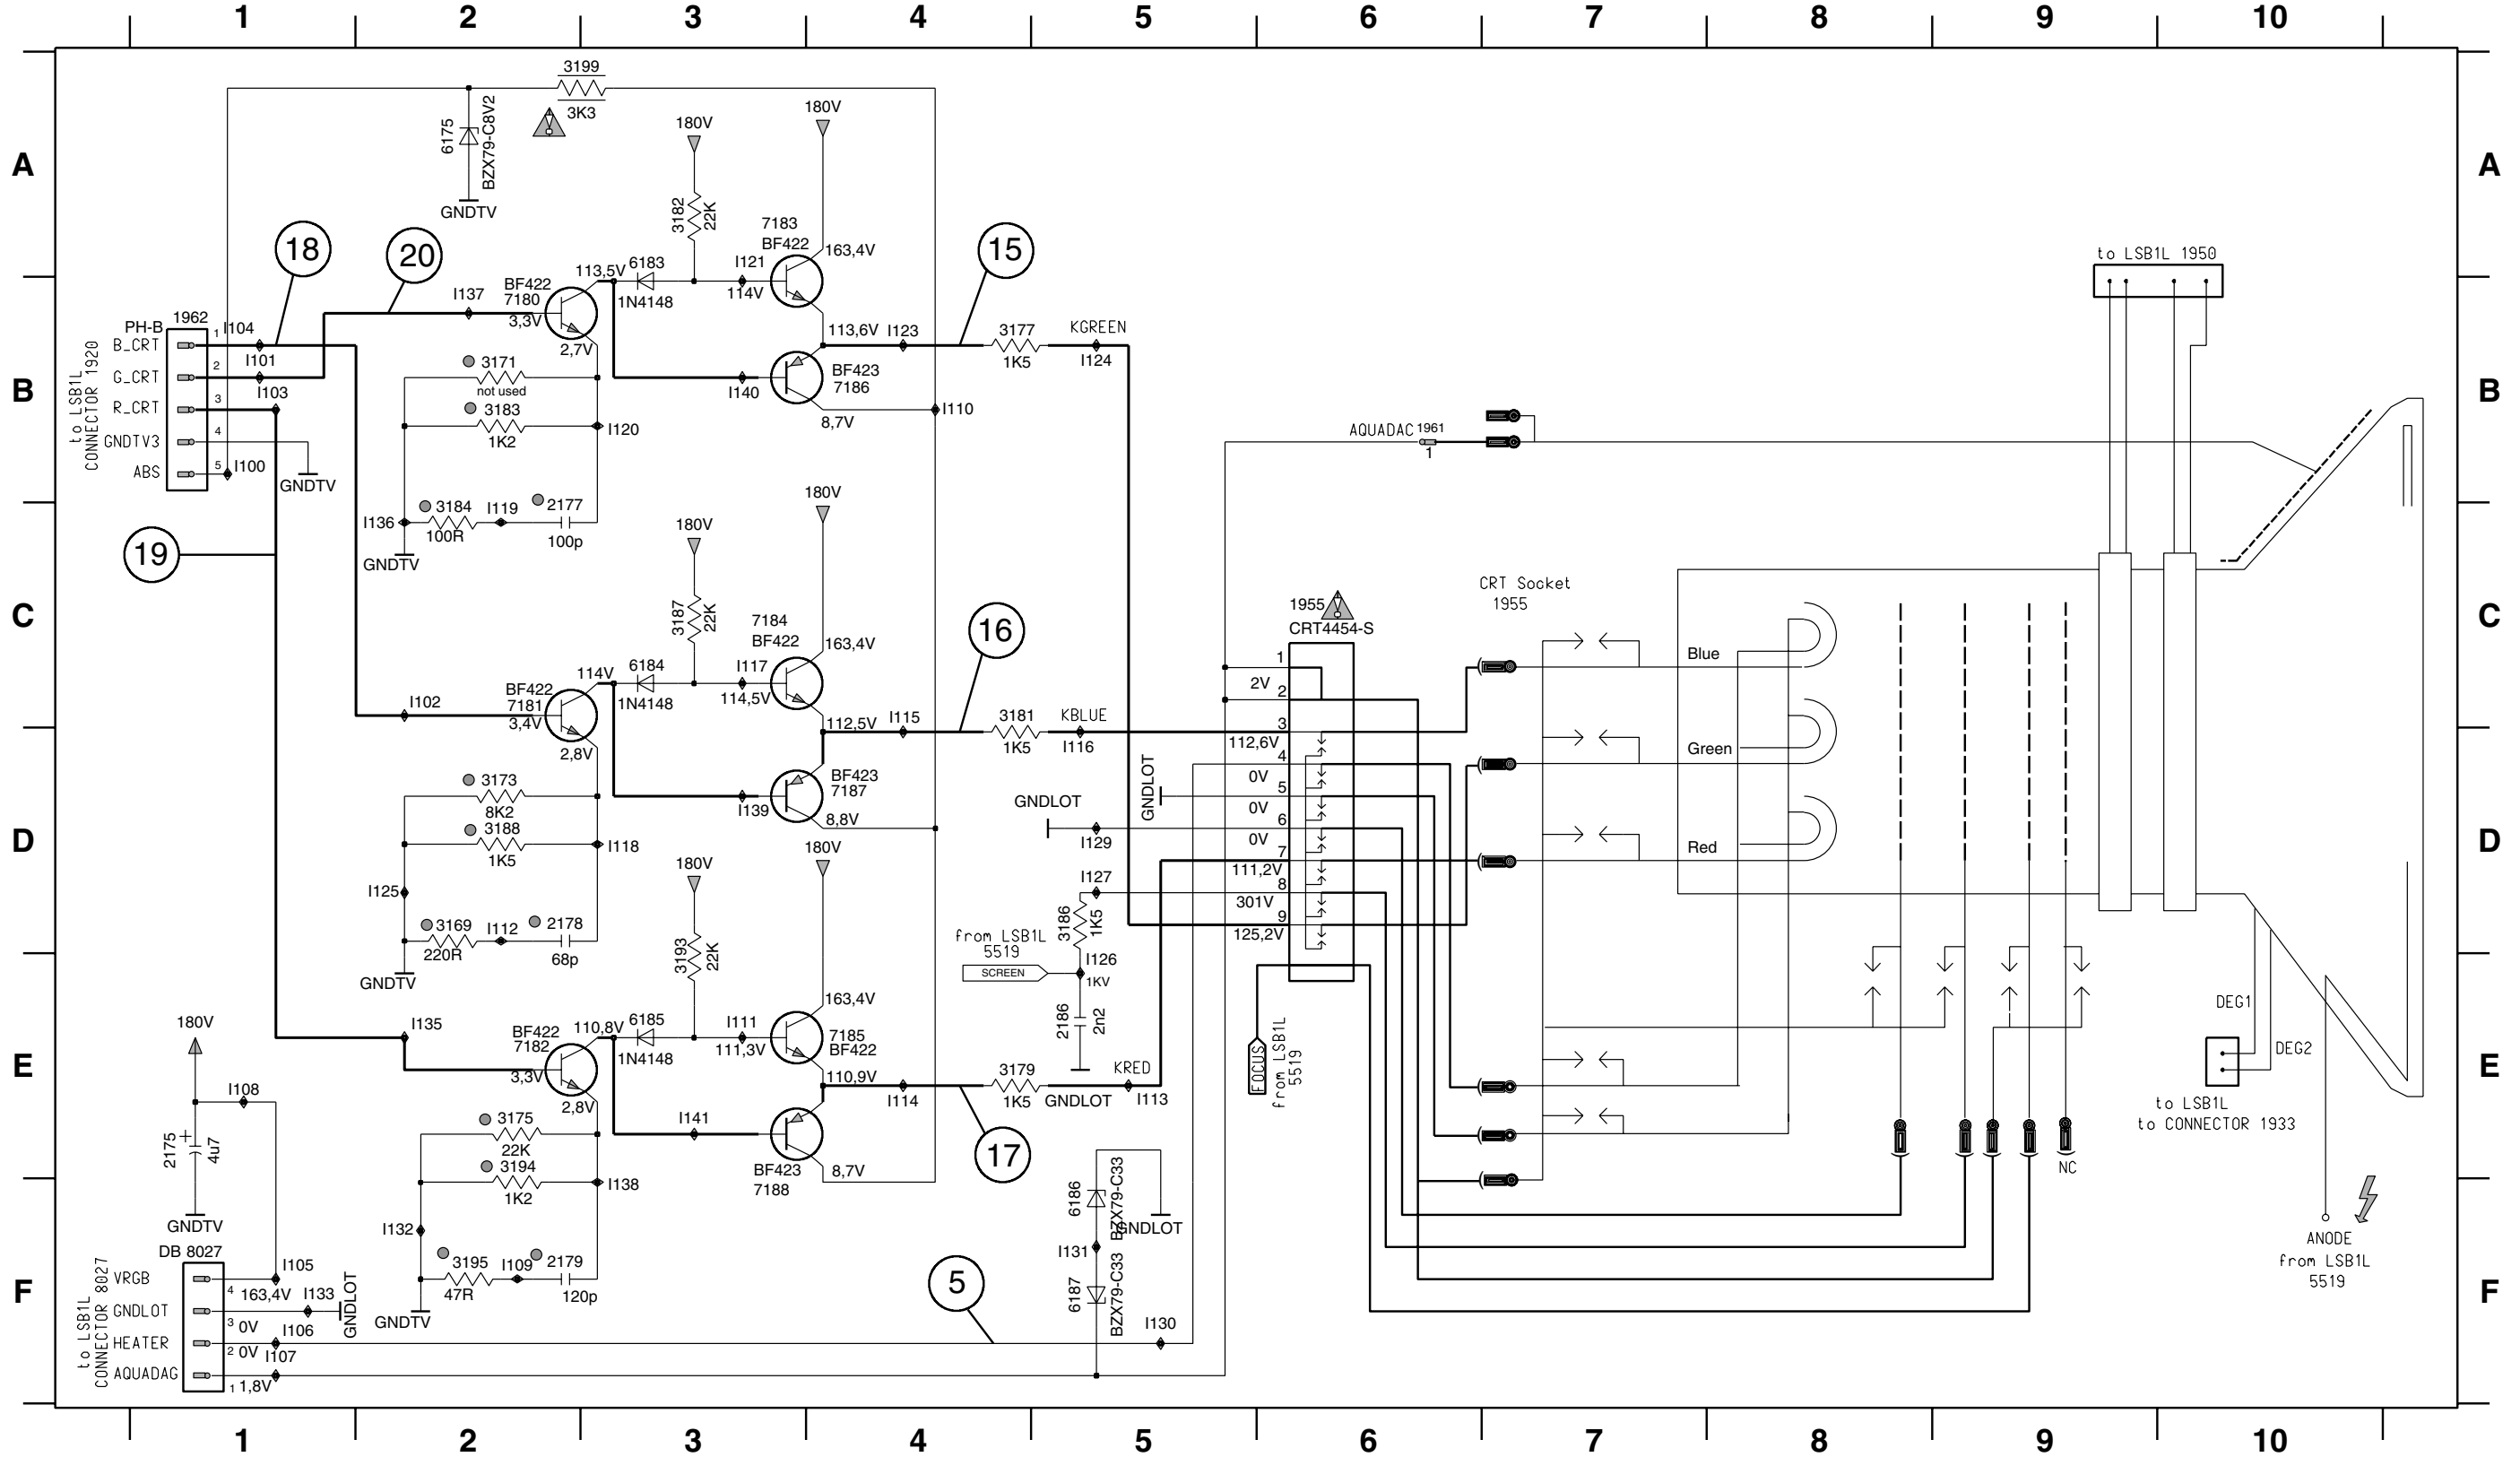 1 2 3 4 5 6 7 8 9 10
A
B
C
D
E
F
A
B
C
D
E
F
1 2 3 4 5 6 7 8 9 10
3199
3K3
6175
BZX79-C8V2
GNDTV
180V
180V
3182
22K
7183
BF422
163,4V
18
20
15
I137
BF422
7180
3,3V
113,5V
6183
1N4148
I121
114V
2,7V
113,6V
I123
3177
1K5
KGREEN
I124
BF423
7186
I140
8,7V
I110
PH-B
1962
to LSB1L
CONNECTOR 1920
B_CRT
1
I104
I101
G_CRT
2
I103
R_CRT
3
GNDTV3
4
ABS
5
I100
GNDTV
3171
not used
3183
1K2
I120
I136
3184
100R
I119
2177
100p
GNDTV
19
180V
180V
3187
22K
7184
BF422
163,4V
16
I102
BF422
7181
3,4V
114V
6184
1N4148
I117
114,5V
2,8V
112,5V
I115
3181
1K5
KBLUE
I116
BF423
7187
I139
8,8V
3173
8K2
3188
1K5
I118
I125
3169
220R
I112
2178
68p
GNDTV
180V
180V
3193
22K
163,4V
7185
BF422
I135
BF422
7182
3,3V
110,8V
6185
1N4148
I111
111,3V
2,8V
110,9V
I114
3179
1K5
KRED
I113
17
I141
BF423
7188
8,7V
3175
22K
3194
1K2
I138
I132
3195
47R
I109
2179
120p
GNDTV
180V
I108
2175
4u7
+
GNDTV
DB 8027
to LSB1L
CONNECTOR 8027
VRGB
4
163,4V
I105
GNDLOT
3
0V
I133
GNDLOT
HEATER
2
0V
I106
AQUADAG
1
1,8V
I107
5
I130
GNDLOT
GNDLOT
I129
I127
3186
1K5
from LSB1L
5519
SCREEN
I126
1KV
2186
2n2
GNDLOT
6186
BZX79-C33
GNDLOT
I131
6187
BZX79-C33
1955
CRT4454-S
1
2V
2
3
112,6V
4
0V
5
0V
6
0V
7
111,2V
8
301V
9
125,2V
FOCUS
from LSB1L
5519
AQUADAC
1961
1
CRT Socket
1955
Blue
Green
Red
to LSB1L 1950
DEG1
DEG2
to LSB1L
to CONNECTOR 1933
NC
ANODE
from LSB1L
5519